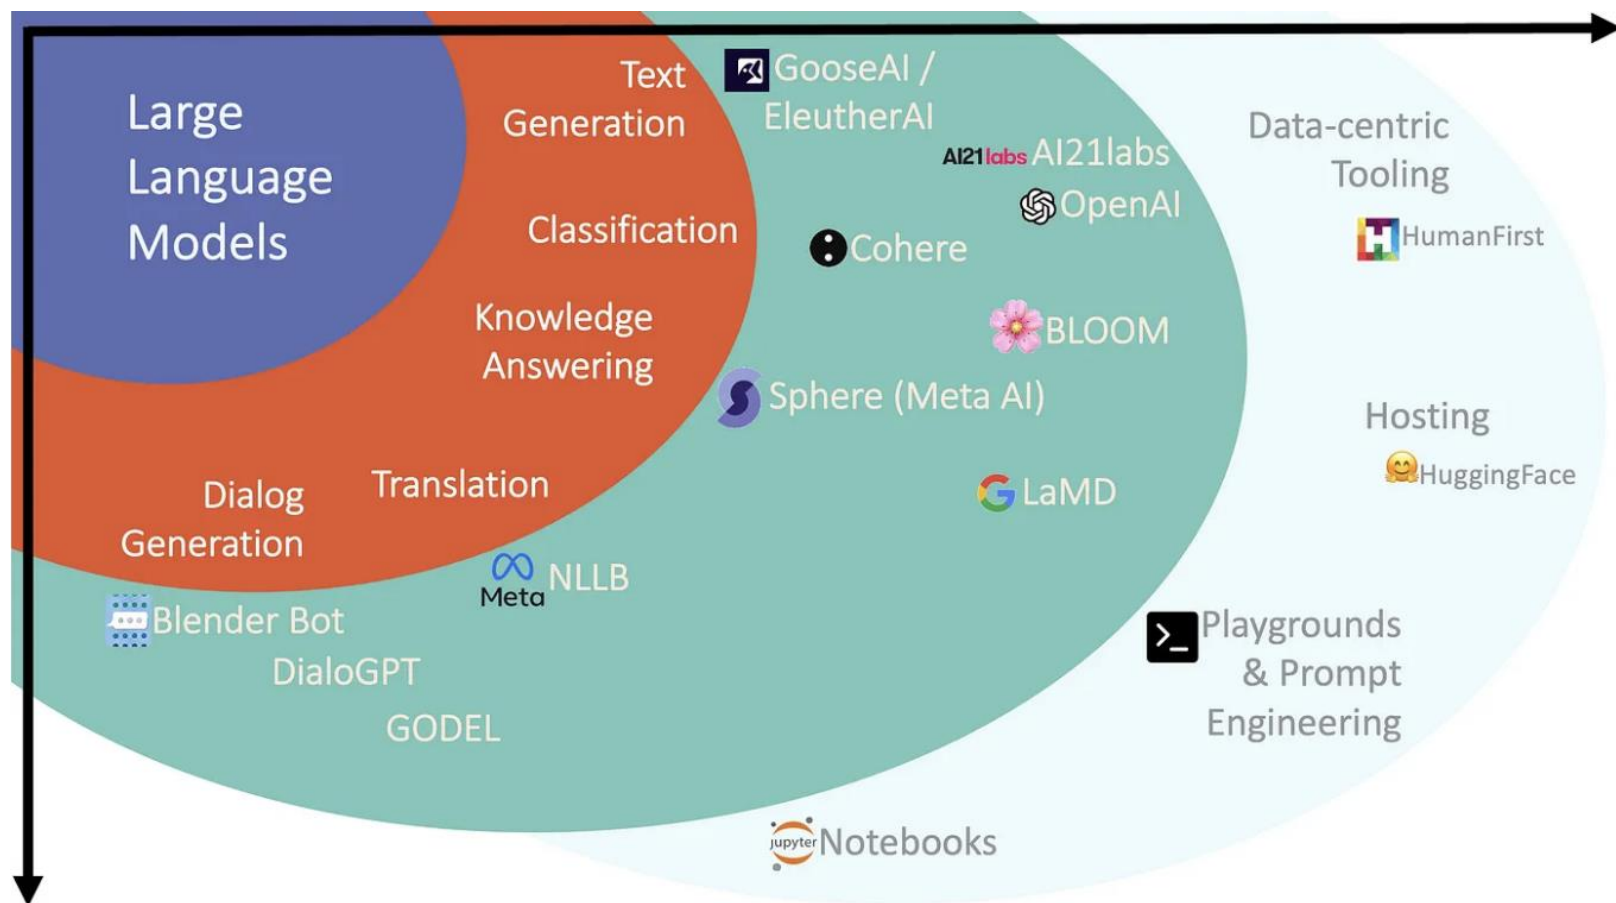 Large
Language
Models
Text
Generation
Classification
Knowledge
Answering
Translation
Dialog
Generation
GooseAI /
EleutherAI
AI21labs AI21labs
OpenAI
Cohere
BLOOM
Sphere (Meta AI)
LaMD
Meta
NLLB
Blender Bot
DialoGPT
GODEL
Data-centric
Tooling
H HumanFirst
Hosting
HuggingFace
>_
Playgrounds
& Prompt
Engineering
jupyter Notebooks